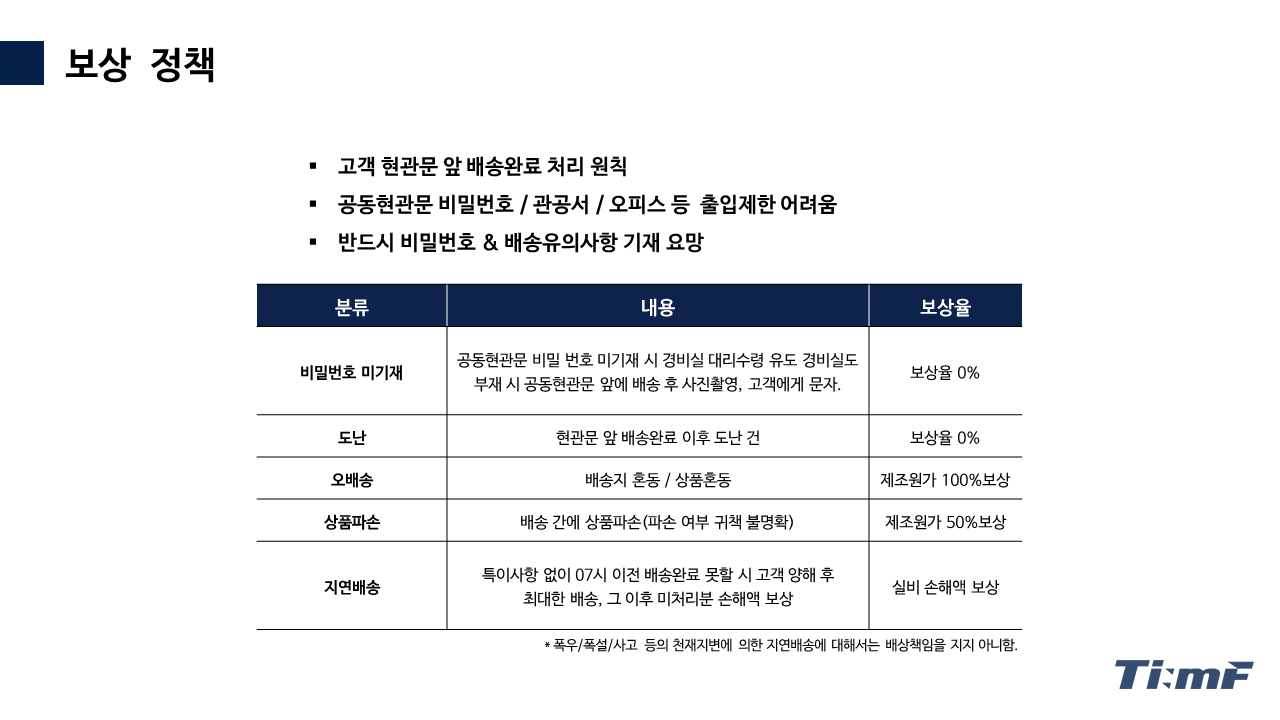 보상 정책
▪ 고객 현관문 앞 배송완료 처리 원칙
▪ 공동현관문 비밀번호 / 관공서 / 오피스 등 출입제한 어려움
▪ 반드시 비밀번호 & 배송유의사항 기재 요망
분류 내용 보상율
비밀번호 미기재
공동현관문 비밀 번호 미기재 시 경비실 대리수령 유도 경비실도
부재 시 공동현관문 앞에 배송 후 사진촬영, 고객에게 문자.
보상율 0%
도난 현관문 앞 배송완료 이후 도난 건 보상율 0%
오배송 배송지 혼동 / 상품혼동 제조원가 100%보상
상품파손 배송 간에 상품파손(파손 여부 귀책 불명확) 제조원가 50%보상
지연배송
특이사항 없이 07시 이전 배송완료 못할 시 고객 양해 후
최대한 배송, 그 이후 미처리분 손해액 보상
실비 손해액 보상
* 폭우/폭설/사고 등의 천재지변에 의한 지연배송에 대해서는 배상책임을 지지 아니함.
Ti:mF